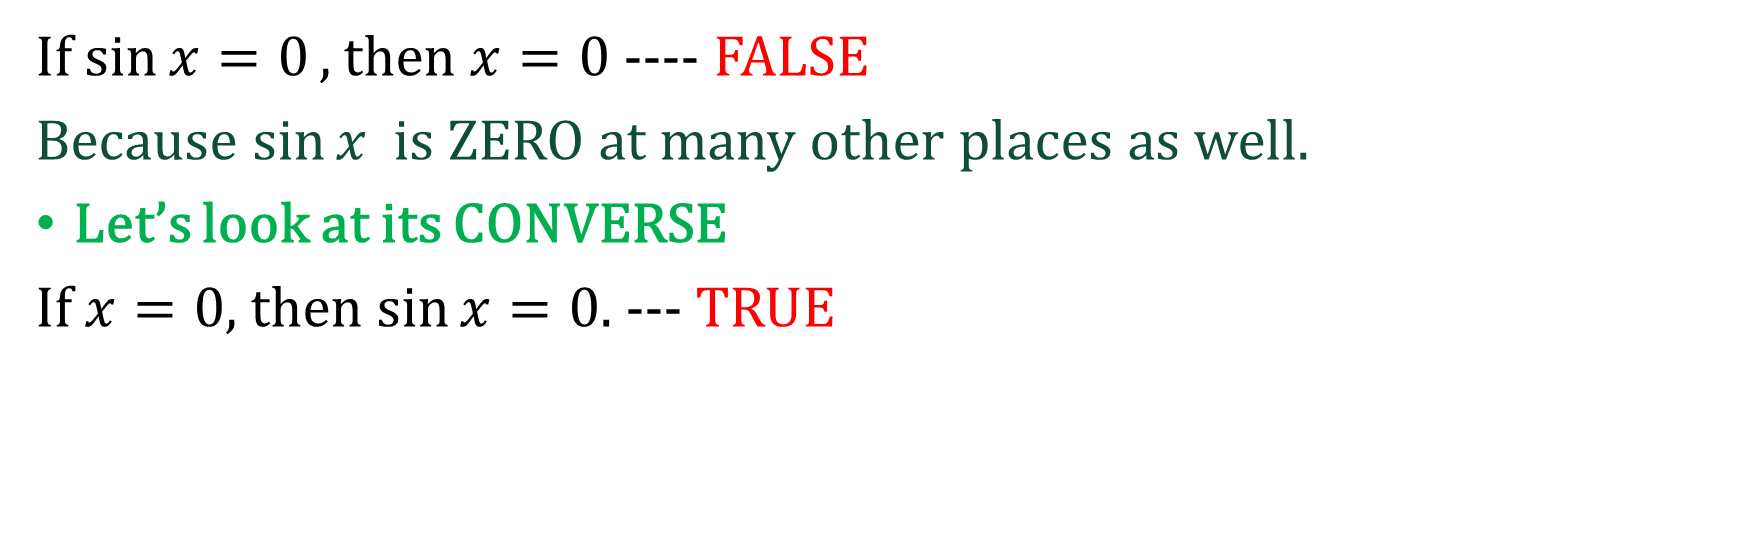 If sin x = 0 , then x = 0 ---- FALSE
Because sin x is ZERO at many other places as well.
• Let’s look at its CONVERSE
If x = 0, then sin x = 0. --- TRUE